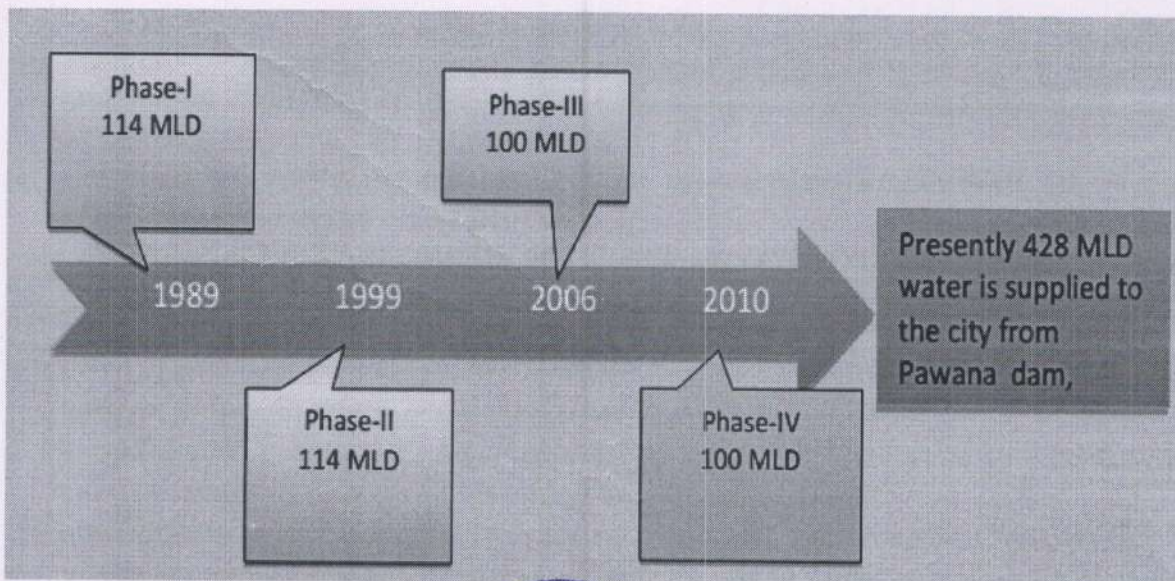 Phase-I
114 MLD
Phase-III
100 MLD
1989
1999
2006
2010
Phase-II
114 MLD
Phase-IV
100 MLD
Presently 428 MLD
water is supplied to
the city from
Pawana dam,